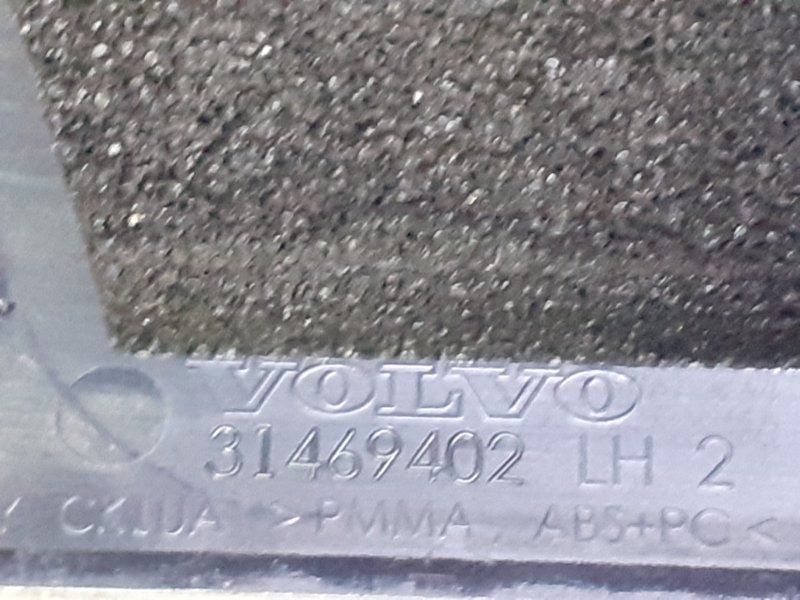 VOLVO
31469402 LH 2
>PMMA, ABS+PC<